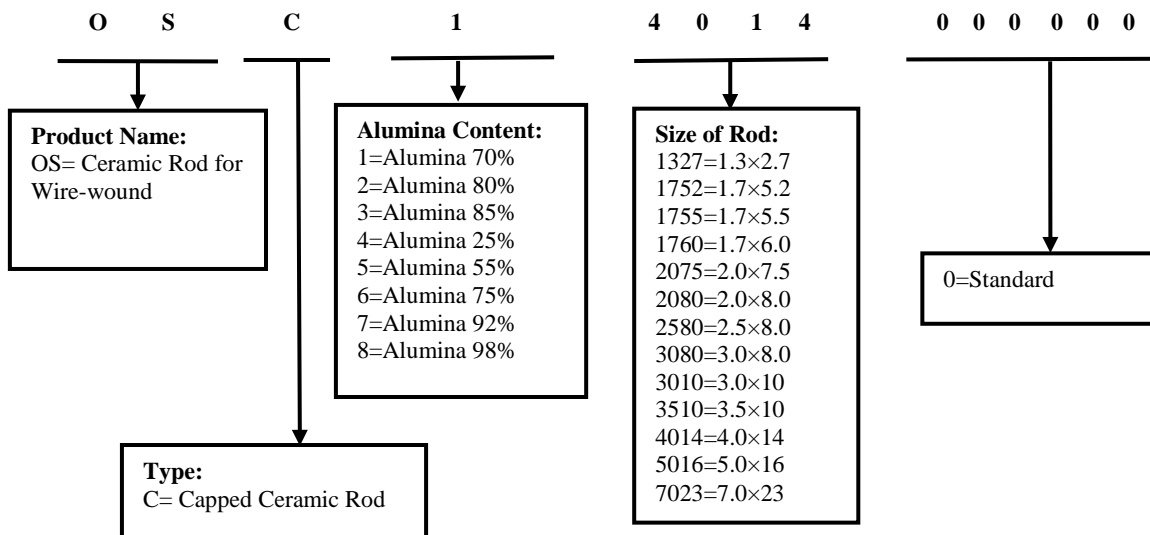 O S C 1 4 0 1 4 0 0 0 0 0 0
Product Name:
OS= Ceramic Rod for
Wire-wound
Alumina Content:
1=Alumina 70%
2=Alumina 80%
3=Alumina 85%
4=Alumina 25%
5=Alumina 55%
6=Alumina 75%
7=Alumina 92%
8=Alumina 98%
Size of Rod:
1327=1.3×2.7
1752=1.7×5.2
1755=1.7×5.5
1760=1.7×6.0
2075=2.0×7.5
2080=2.0×8.0
2580=2.5×8.0
3080=3.0×8.0
3010=3.0×10
3510=3.5×10
4014=4.0×14
5016=5.0×16
7023=7.0×23
0=Standard
Type:
C= Capped Ceramic Rod